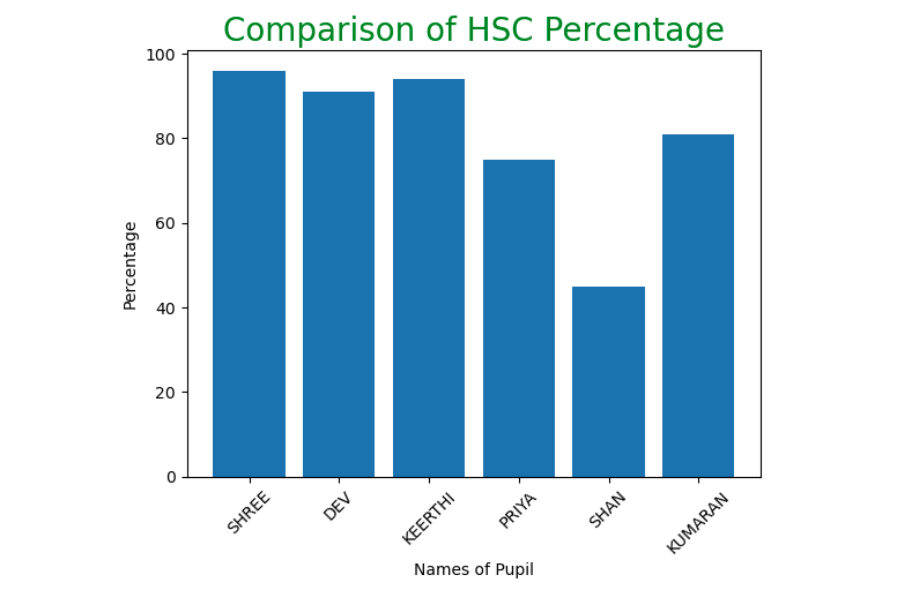 Comparison of HSC Percentage
100
80
60
40
20
0
Percentage
SHREE
DEV
KEERTHI
PRIYA
SHAN
KUMARAN
Names of Pupil